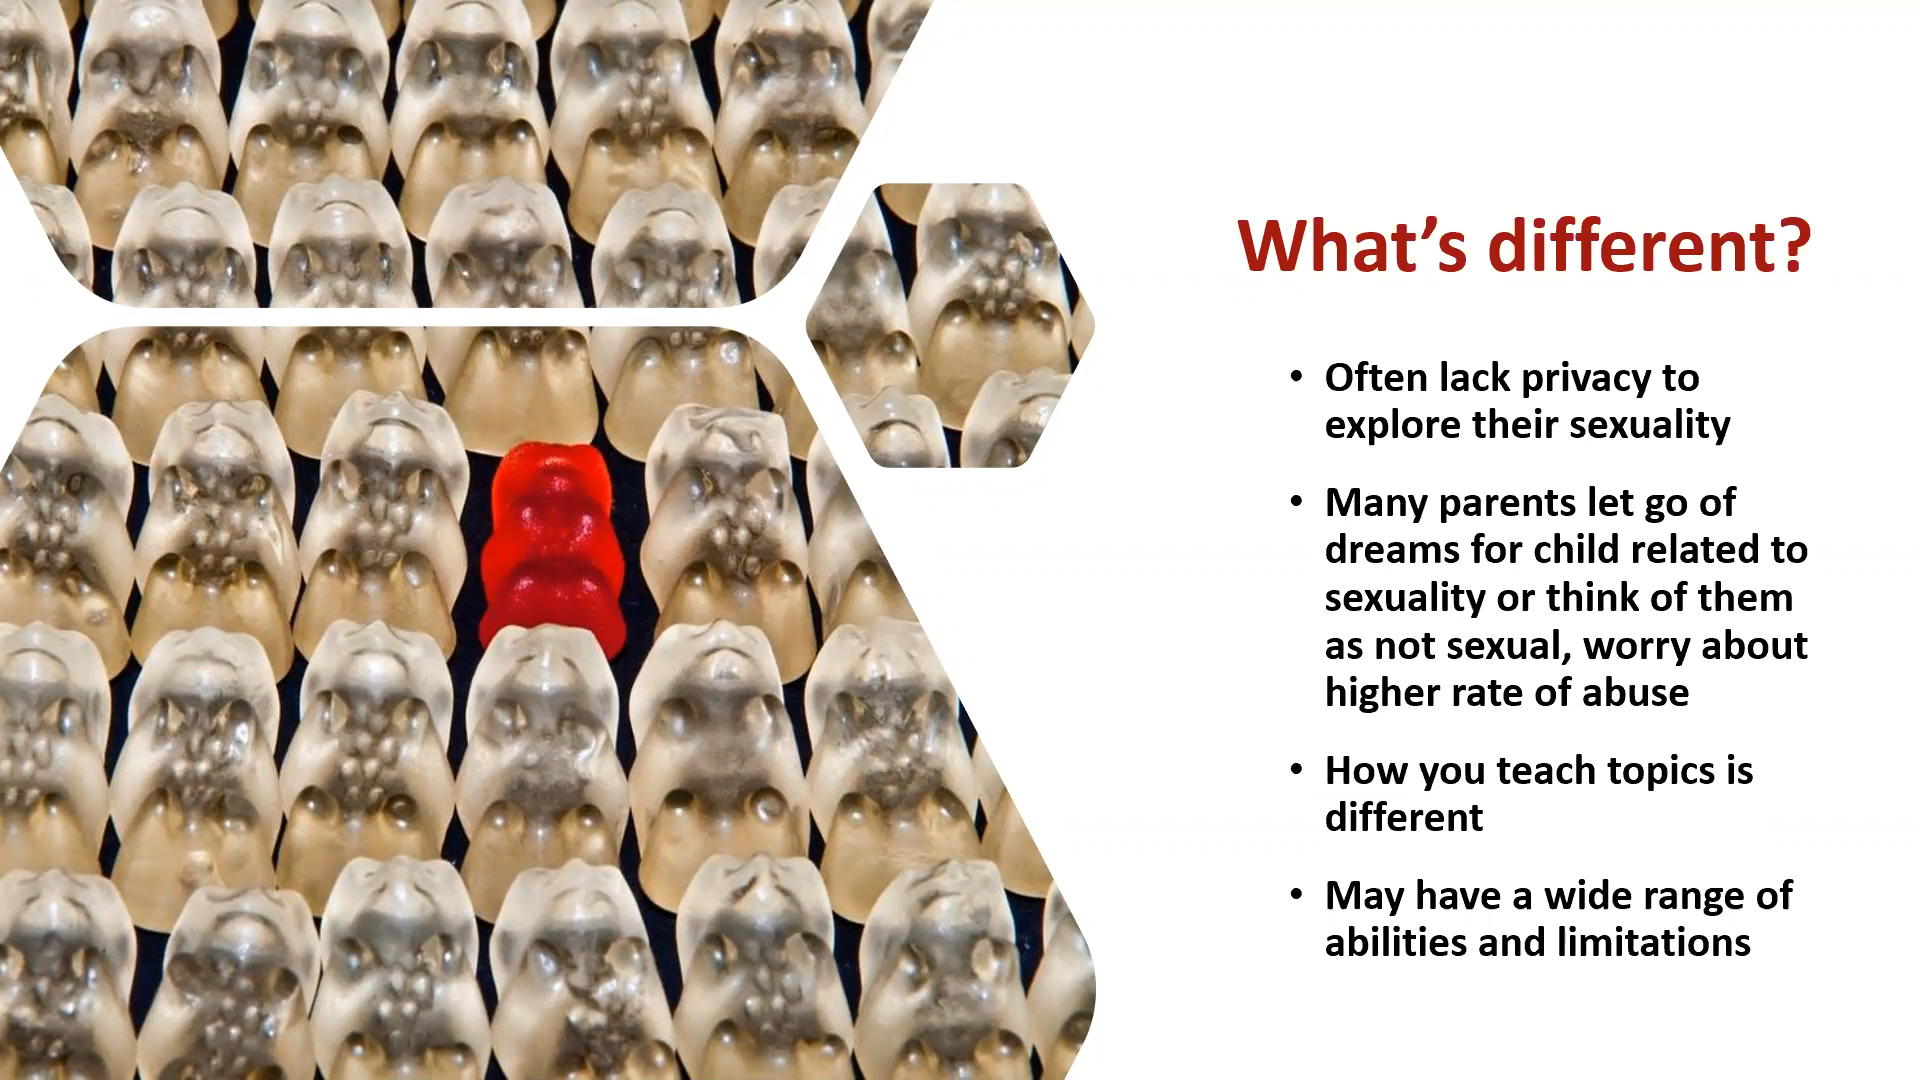 What’s different?
• Often lack privacy to
explore their sexuality
• Many parents let go of
dreams for child related to
sexuality or think of them
as not sexual, worry about
higher rate of abuse
• How you teach topics is
different
• May have a wide range of
abilities and limitations